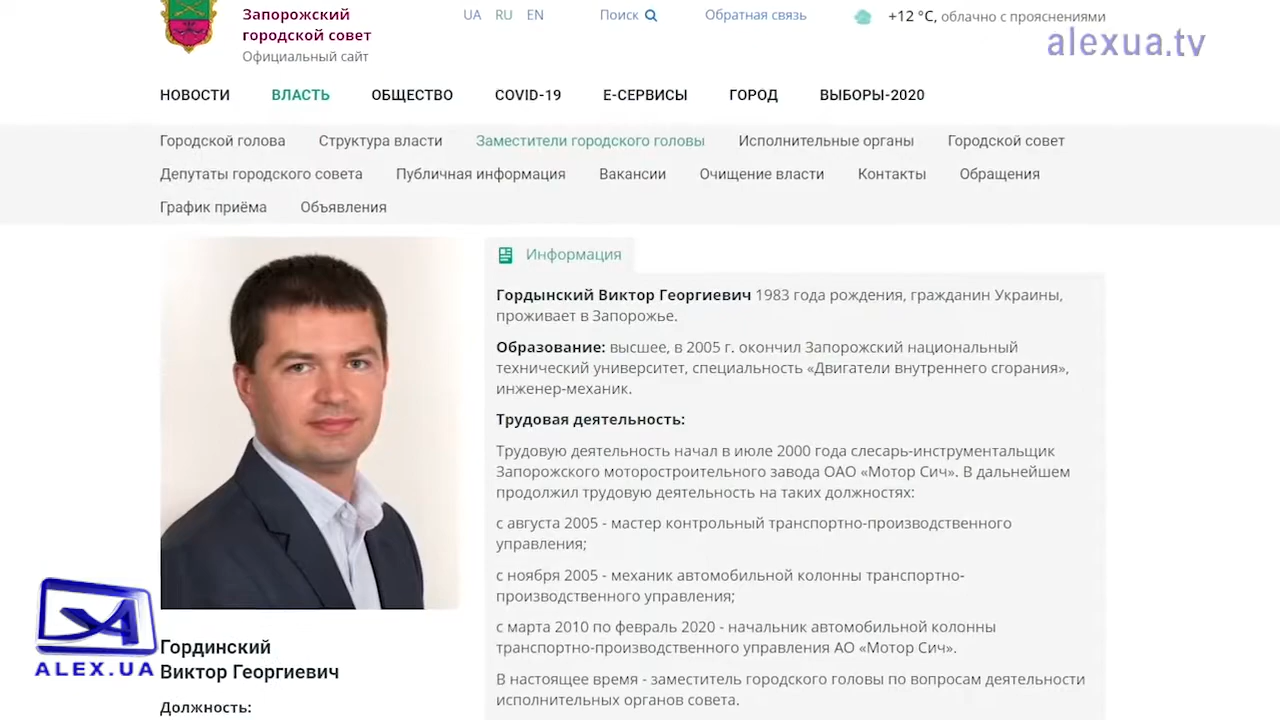 Запорожский
городской совет
Официальный сайт
UA RU EN
Поиск
Обратная связь
+12 °C, облачно с прояснениями
alexua.tv
НОВОСТИ ВЛАСТЬ ОБЩЕСТВО COVID-19 Е-СЕРВИСЫ ГОРОД ВЫБОРЫ-2020
Городской голова Структура власти Заместители городского головы Исполнительные органы Городской совет
Депутаты городского совета Публичная информация Вакансии Очищение власти Контакты Обращения
График приёма Объявления
Информация
Гордынский Виктор Георгиевич 1983 года рождения, гражданин Украины,
проживает в Запорожье.
Образование: высшее, в 2005 г. окончил Запорожский национальный
технический университет, специальность «Двигатели внутреннего сгорания»,
инженер-механик.
Трудовая деятельность:
Трудовую деятельность начал в июле 2000 года слесарь-инструментальщик
Запорожского моторостроительного завода ОАО «Мотор Сич». В дальнейшем
продолжил трудовую деятельность на таких должностях:
с августа 2005 - мастер контрольный транспортно-производственного
управления;
с ноября 2005 - механик автомобильной колонны транспортно-
производственного управления;
с марта 2010 по февраль 2020 - начальник автомобильной колонны
транспортно-производственного управления АО «Мотор Сич».
В настоящее время - заместитель городского головы по вопросам деятельности
исполнительных органов совета.
Гординский
Виктор Георгиевич
Должность:
ALEX.UA